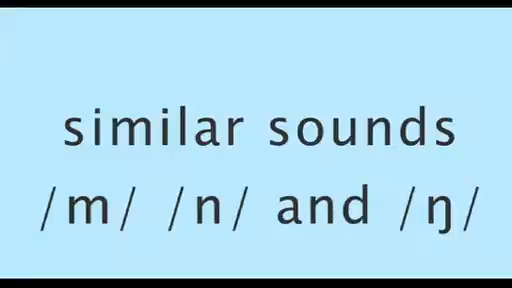 similar sounds
/m/ /n/ and /ŋ/